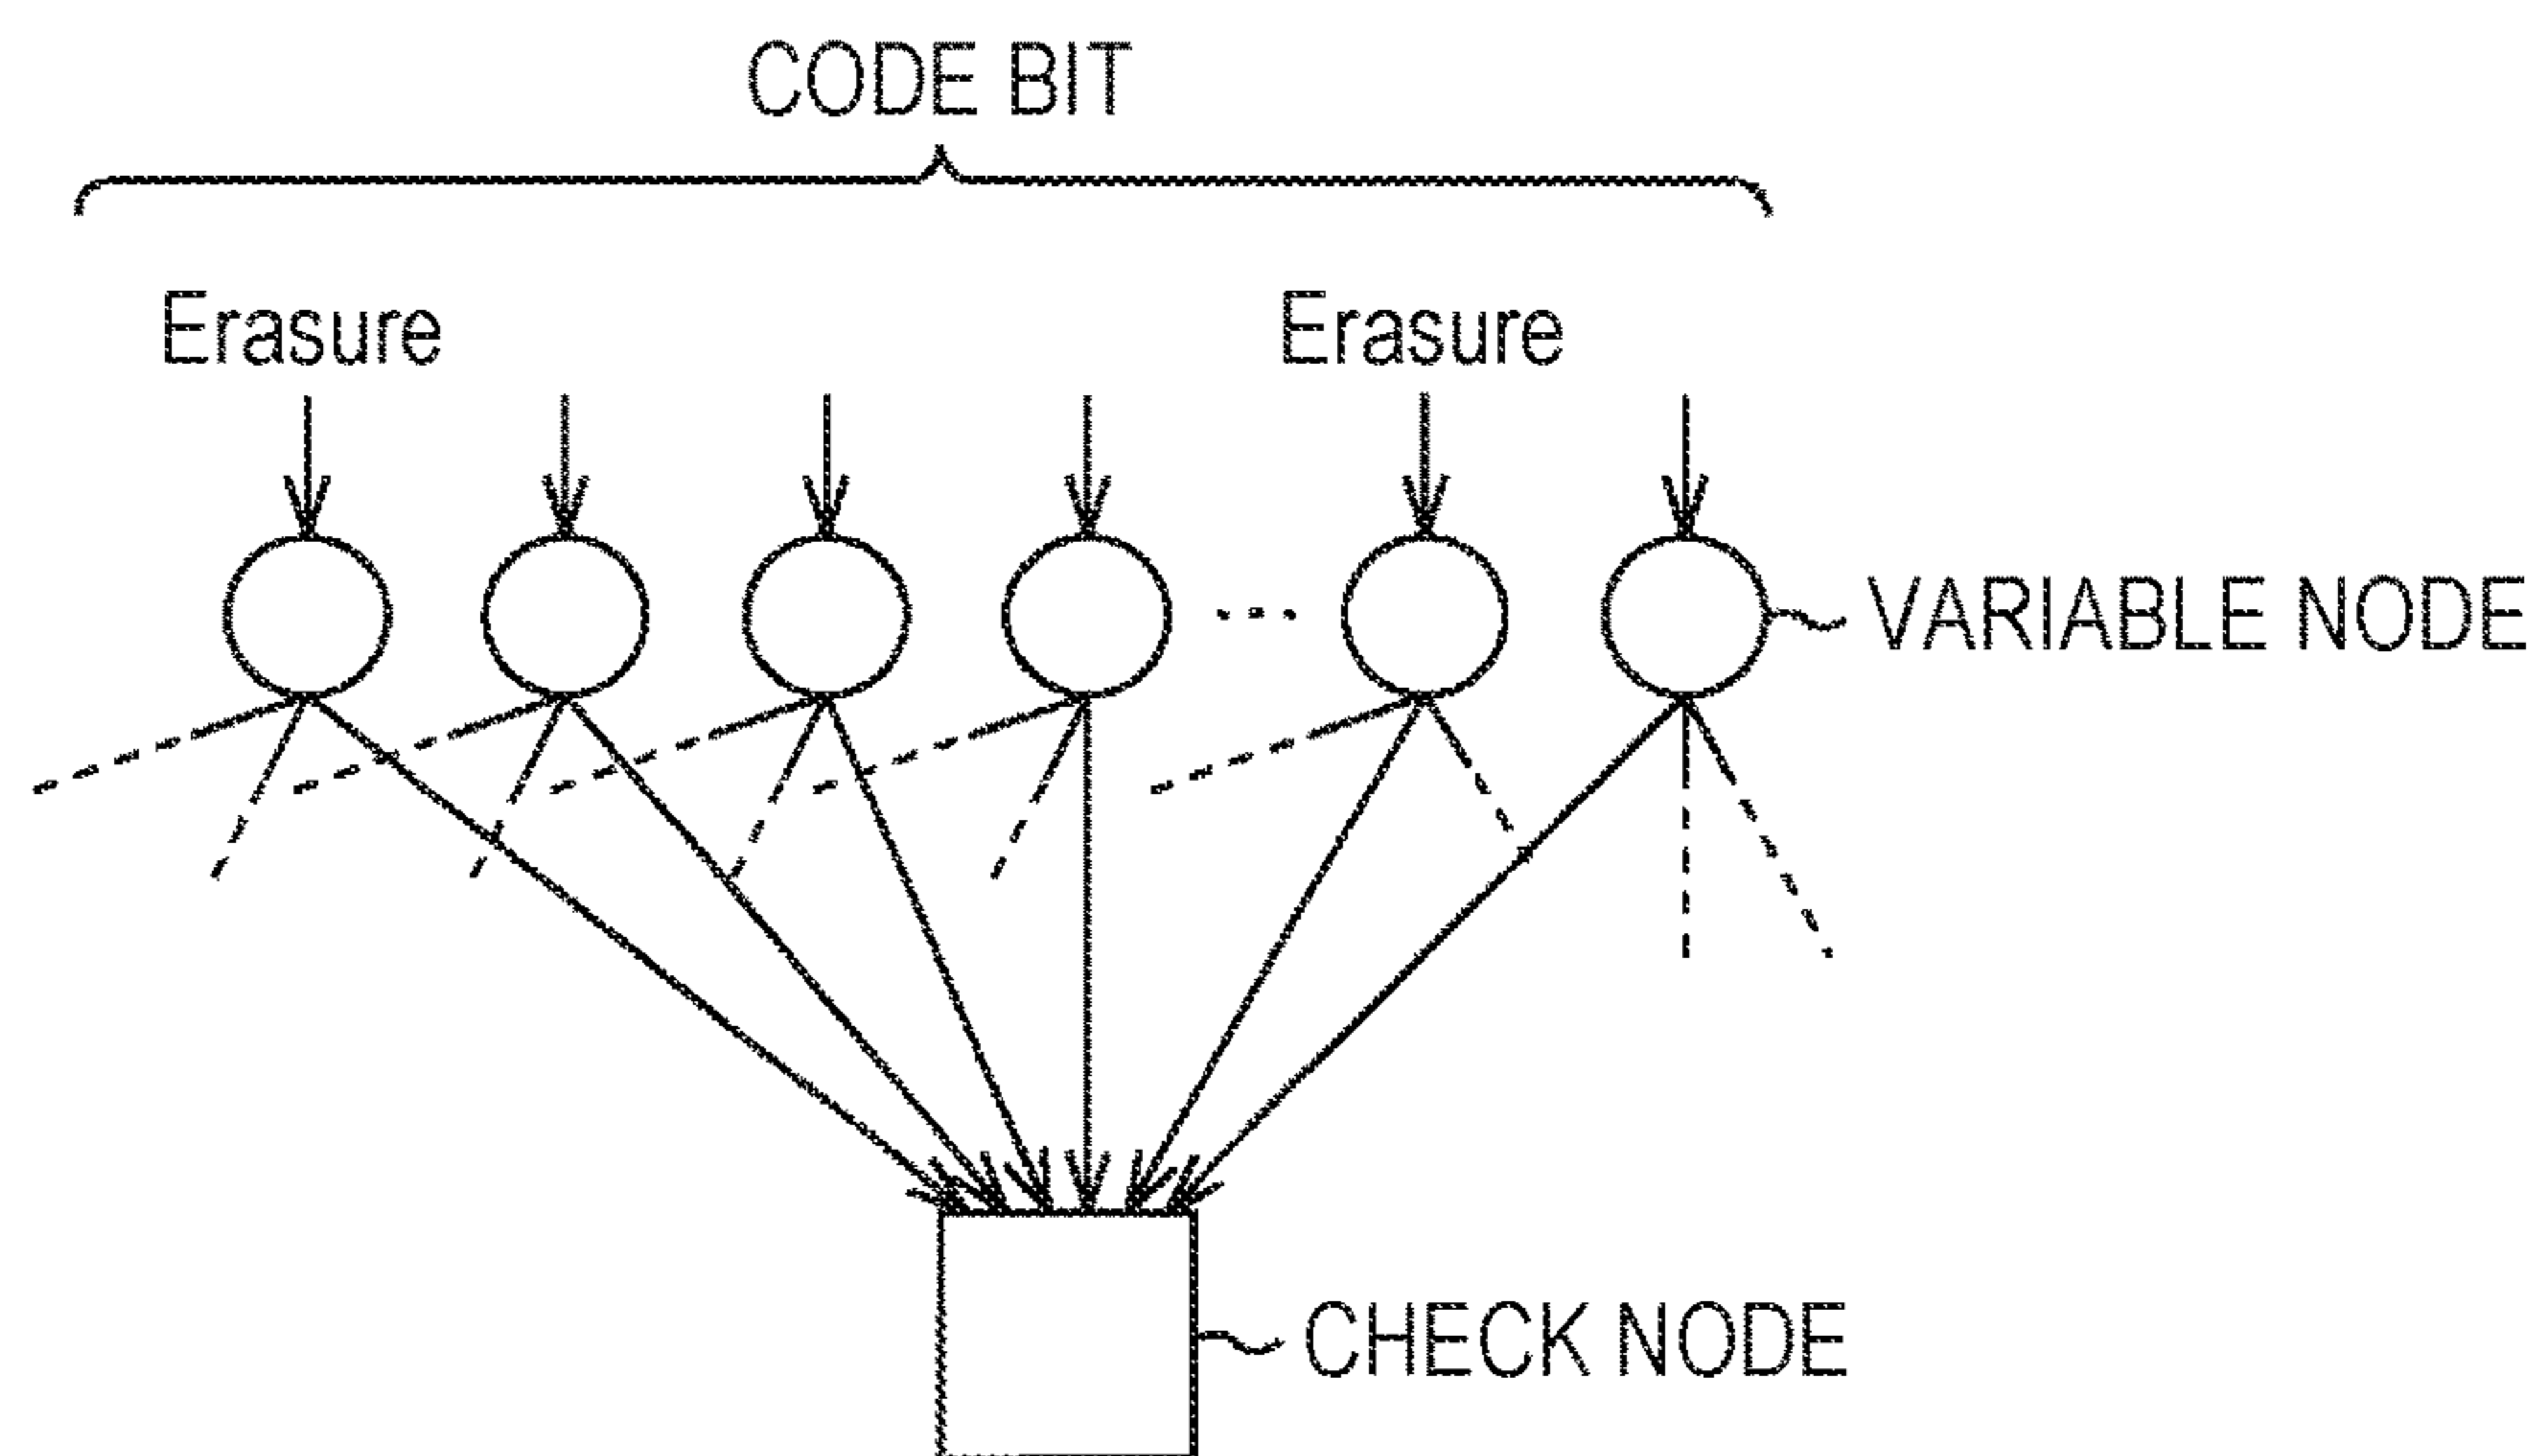 CODE BIT
Erasure Erasure
...
VARIABLE NODE
CHECK NODE